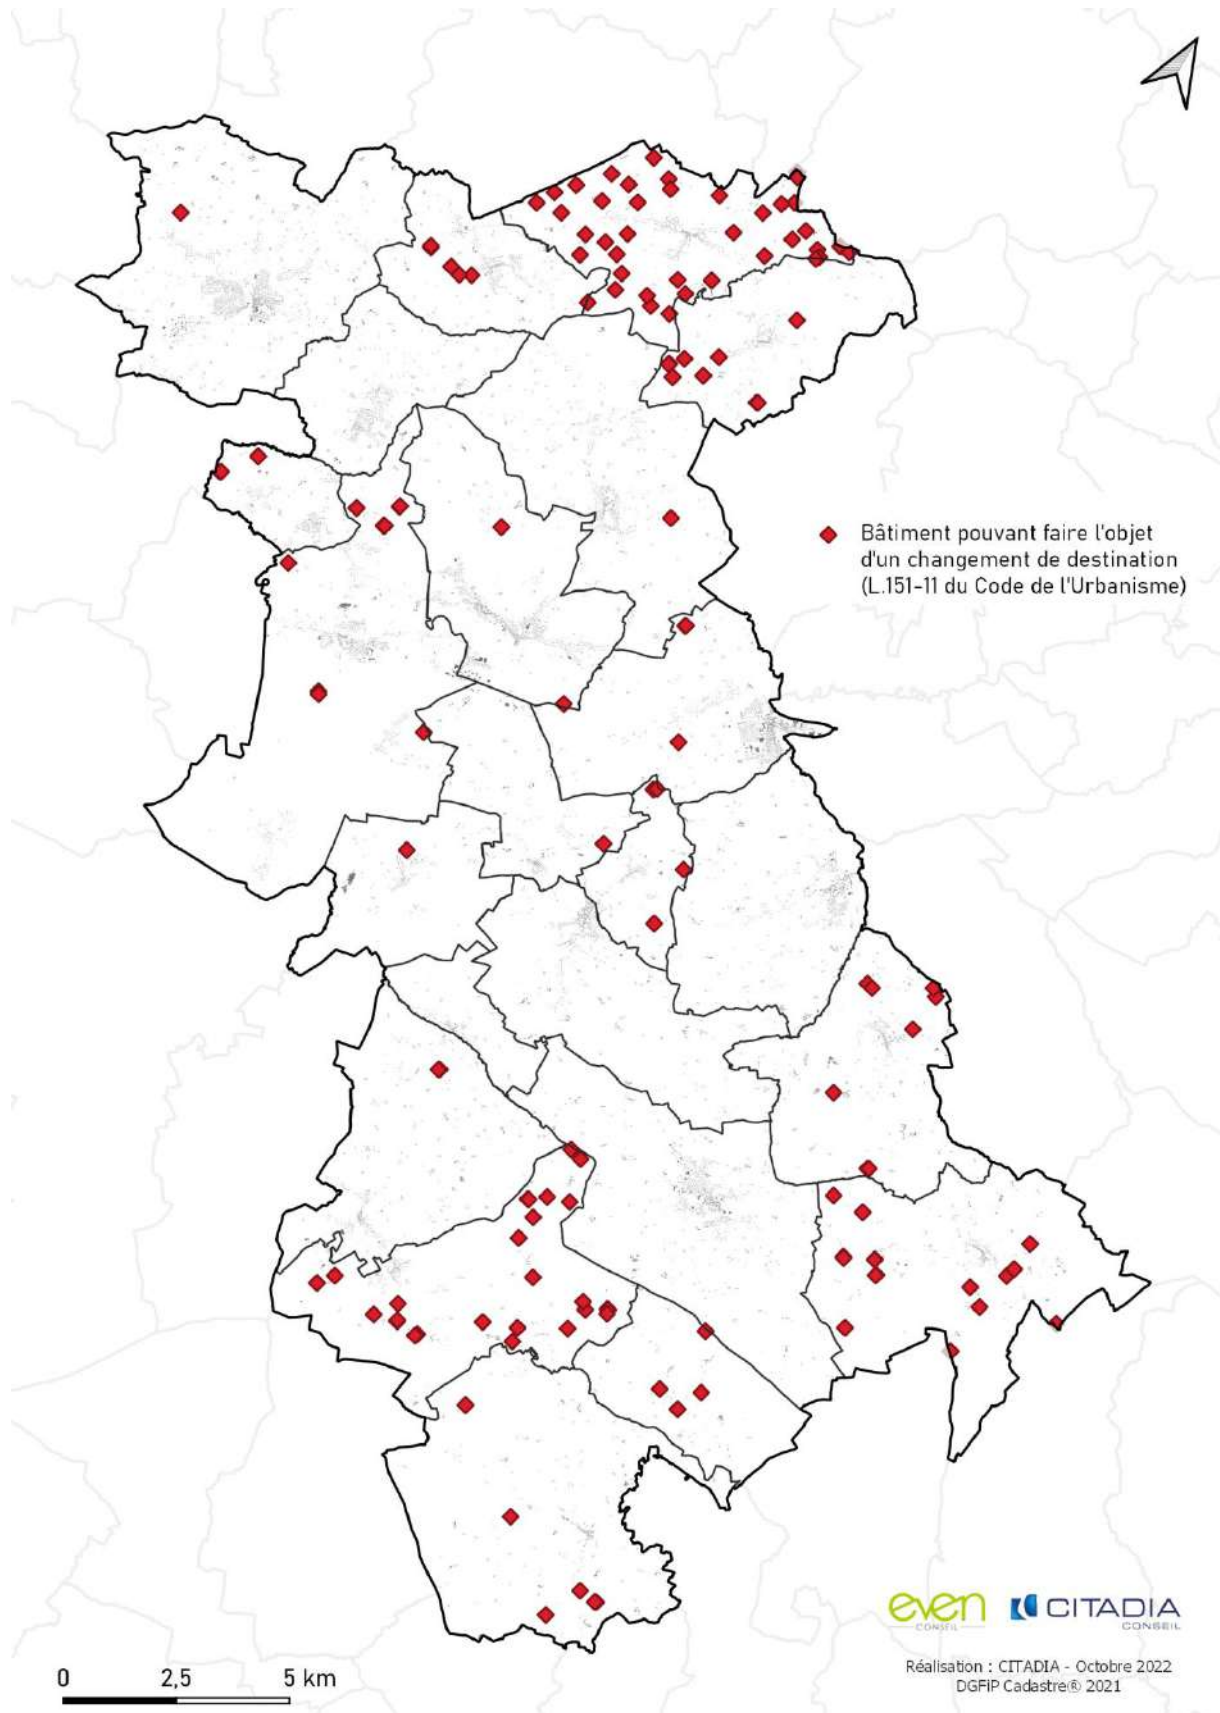 Bâtiment pouvant faire l'objet
d'un changement de destination
(L.151-11 du Code de l'Urbanisme)
even
CONSEIL
CITADIA
CONSEIL
Réalisation : CITADIA - Octobre 2022
DGFiP Cadastre® 2021
0 2,5 5 km